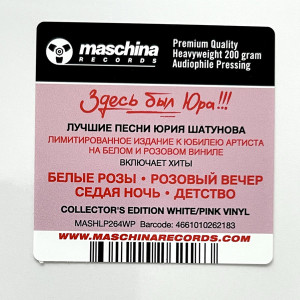 maschina
RECORDS
Premium Quality
Heavyweight 200 gram
Audiophile Pressing
Здесь был Юра!!!
ЛУЧШИЕ ПЕСНИ ЮРИЯ ШАТУНОВА
ЛИМИТИРОВАННОЕ ИЗДАНИЕ К ЮБИЛЕЮ АРТИСТА
НА БЕЛОМ И РОЗОВОМ ВИНИЛЕ
ВКЛЮЧАЕТ ХИТЫ
БЕЛЫЕ РОЗЫ • РОЗОВЫЙ ВЕЧЕР
СЕДАЯ НОЧЬ • ДЕТСТВО
COLLECTOR'S EDITION WHITE/PINK VINYL
MASHLP264WP Barcode: 4661010262183
WWW.MASCHINARECORDS.COM